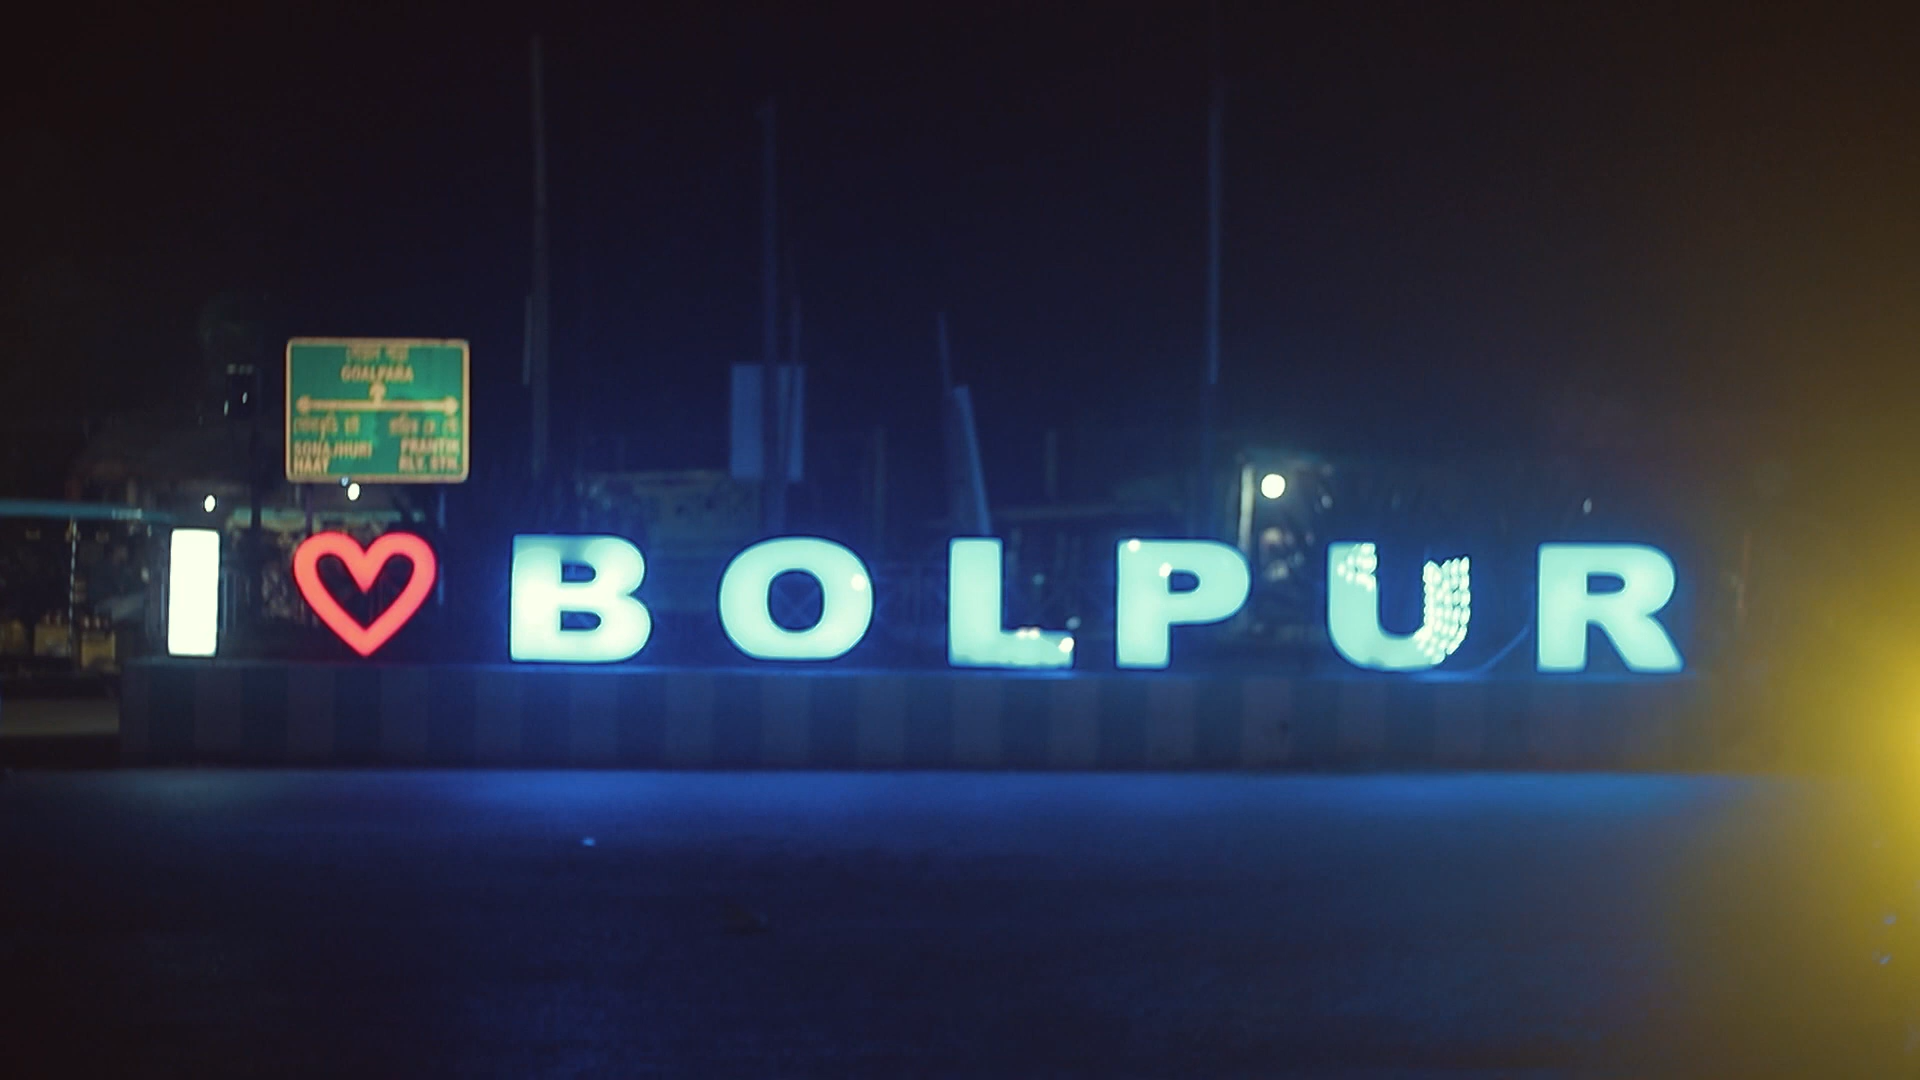 GOALPARA
SONAJHURI PRANTIK
HAAT RLY. STN.
I ❤ BOLPUR